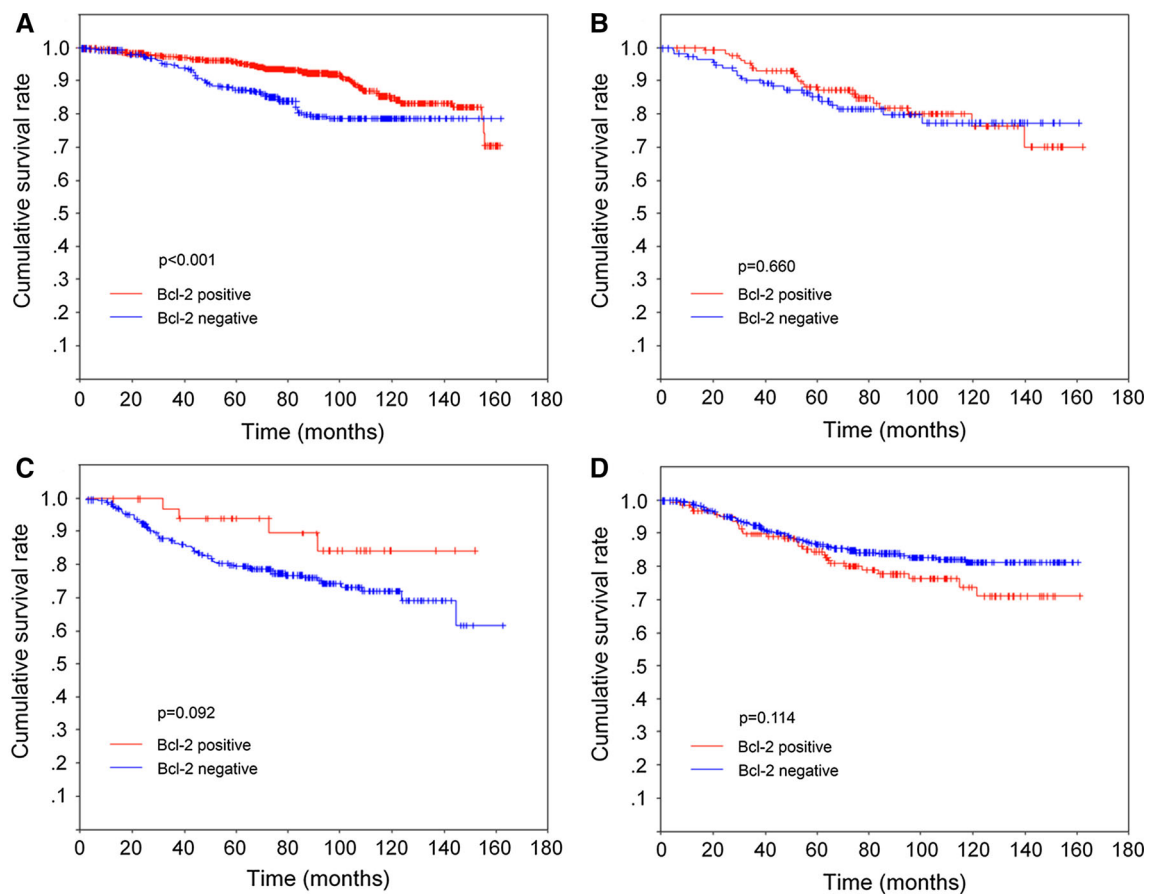 A
Cumulative survival rate
1.0
.9
.8
.7
.6
.5
.4
.3
.2
.1
p<0.001
Bcl-2 positive
Bcl-2 negative
0 20 40 60 80 100 120 140 160 180
Time (months)
B
Cumulative survival rate
1.0
.9
.8
.7
.6
.5
.4
.3
.2
.1
p=0.660
Bcl-2 positive
Bcl-2 negative
0 20 40 60 80 100 120 140 160 180
Time (months)
C
Cumulative survival rate
1.0
.9
.8
.7
.6
.5
.4
.3
.2
.1
p=0.092
Bcl-2 positive
Bcl-2 negative
0 20 40 60 80 100 120 140 160 180
Time (months)
D
Cumulative survival rate
1.0
.9
.8
.7
.6
.5
.4
.3
.2
.1
p=0.114
Bcl-2 positive
Bcl-2 negative
0 20 40 60 80 100 120 140 160 180
Time (months)